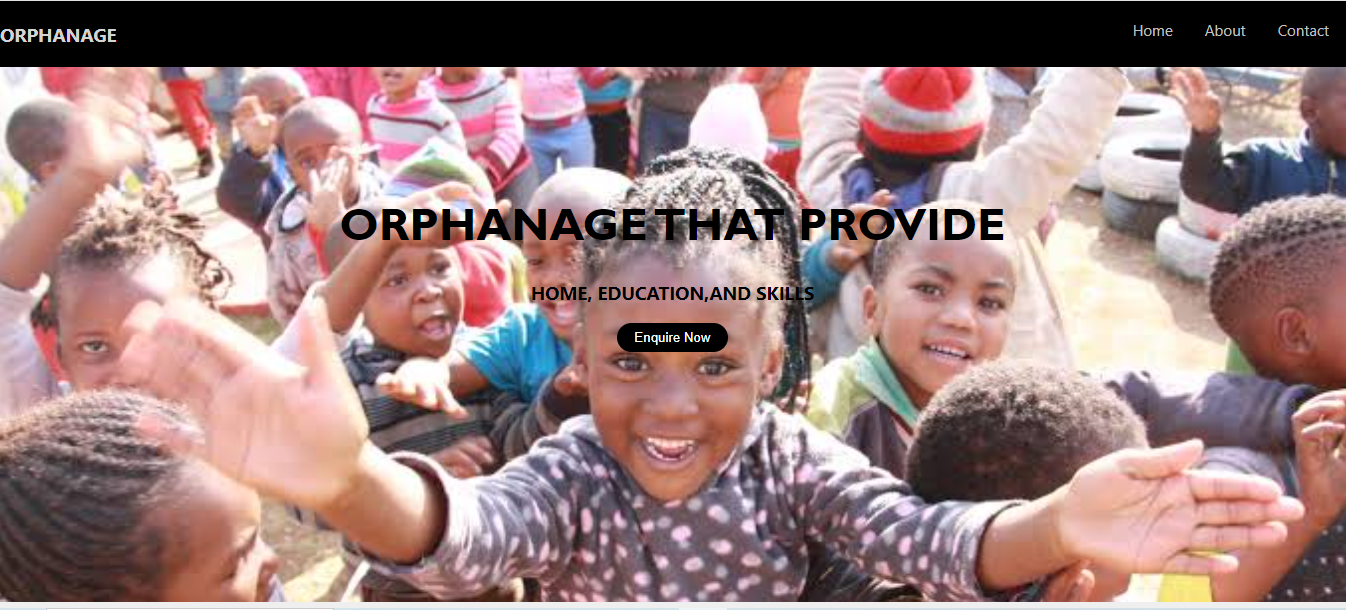 ORPHANAGE
Home About Contact
ORPHANAGE THAT PROVIDE
HOME, EDUCATION,AND SKILLS
Enquire Now